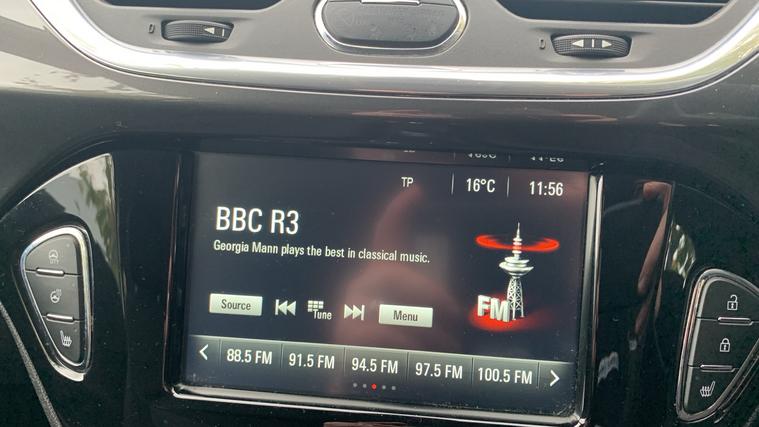 TP 16°C 11:56
BBC R3
Georgia Mann plays the best in classical music.
FM
Source Tune Menu
88.5 FM 91.5 FM 94.5 FM 97.5 FM 100.5 FM